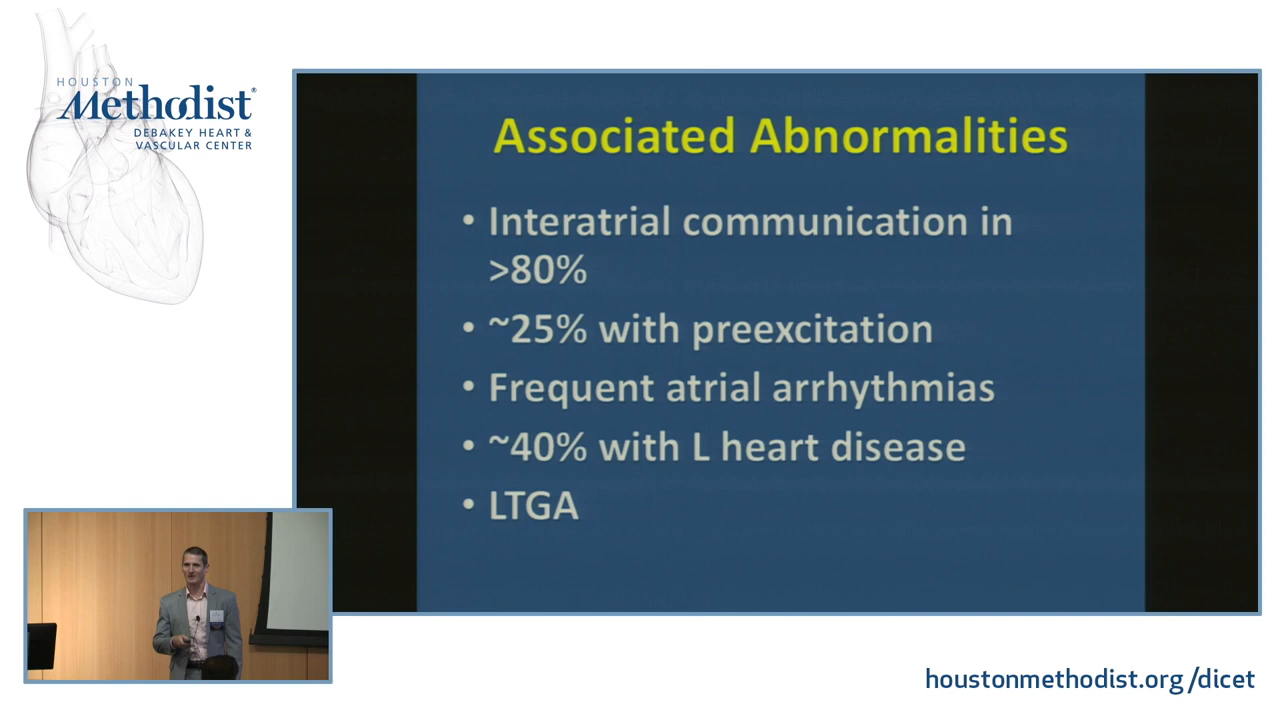 HOUSTON
Methodist®
DEBAKEY HEART &
VASCULAR CENTER
Associated Abnormalities
• Interatrial communication in
>80%
• ~25% with preexcitation
• Frequent atrial arrhythmias
• ~40% with L heart disease
• LTGA
houstonmethodist.org/dicet